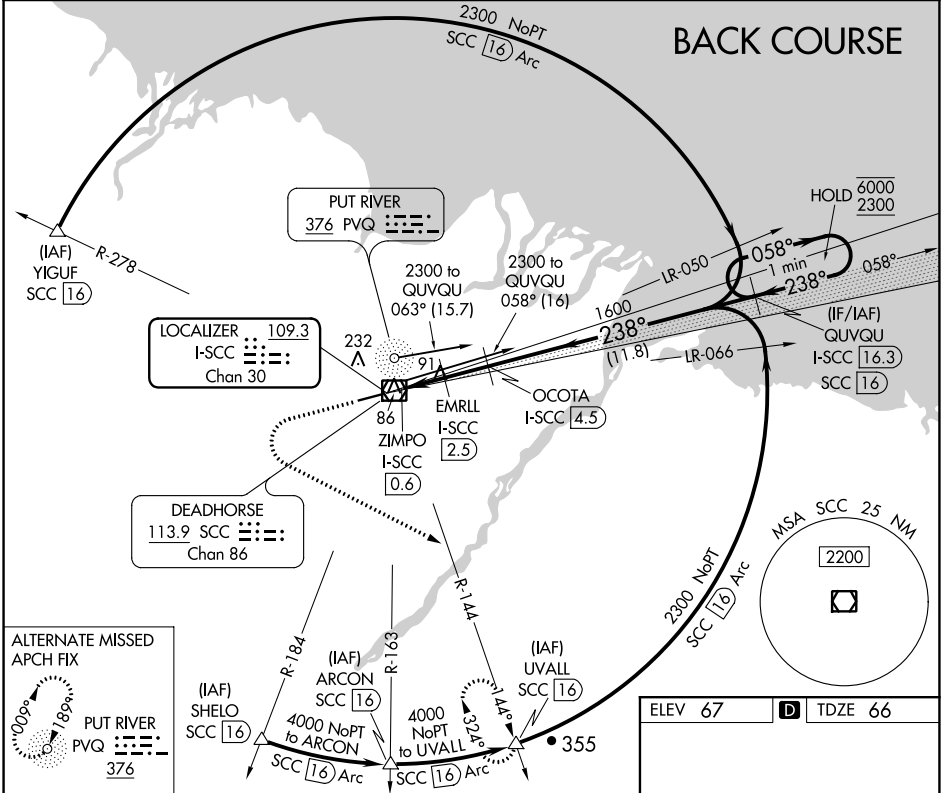 BACK COURSE
2300 NoPT
SCC 16 Arc
HOLD 6000
2300
PUT RIVER
376 PVQ
(IAF)
YIGUF
SCC 16
R-278
2300 to
QUVQU
063° (15.7)
2300 to
QUVQU
058° (16)
LR-050
058°
1 min
238°
058°
1600
238°
(11.8)
LR-066
(IF/IAF)
QUVQU
I-SCC 16.3
SCC 16
LOCALIZER 109.3
I-SCC
Chan 30
232
91
86
OCOTA
I-SCC 4.5
EMRLL
I-SCC
2.5
ZIMPO
I-SCC
0.6
DEADHORSE
113.9 SCC
Chan 86
MSA SCC 25 NM
2200
R-144
R-184
R-163
2300 NoPT
SCC 16 Arc
ALTERNATE MISSED
APCH FIX
009°
189°
PUT RIVER
PVQ
376
(IAF)
SHELO
SCC 16
(IAF)
ARCON
SCC 16
(IAF)
UVALL
SCC 16
4000 NoPT
to ARCON
SCC 16 Arc
4000
NoPT
to UVALL
SCC 16 Arc
144°
324°
355
ELEV 67 D TDZE 66